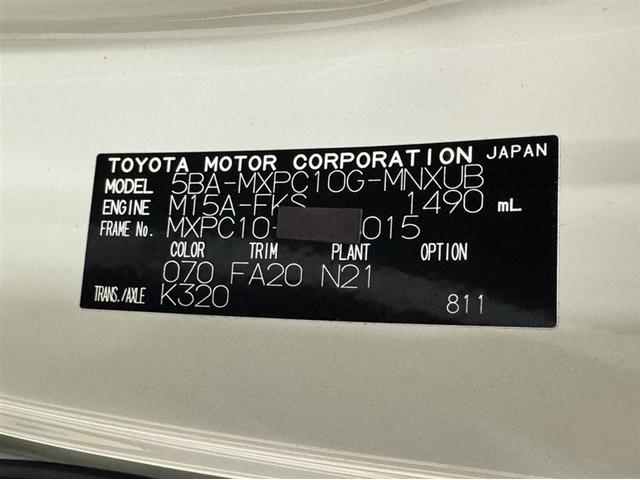 TOYOTA MOTOR CORPORATION JAPAN
MODEL 5BA-MXPC10G-MNXUB
ENGINE M15A-FKS 1490 mL
FRAME No. MXPC10- 015
COLOR TRIM PLANT OPTION
070 FA20 N21
TRANS./AXLE K320
811